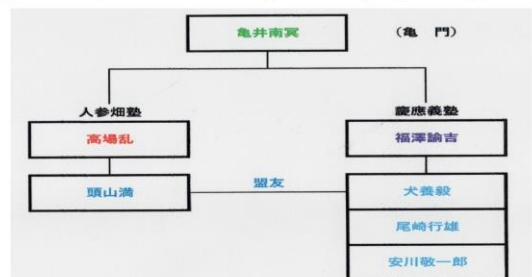 亀井南冥 （亀　門）
人参畑塾 慶應義塾
高場乱 福澤諭吉
頭山満 盟友 犬養毅
尾崎行雄
安川敬一郎